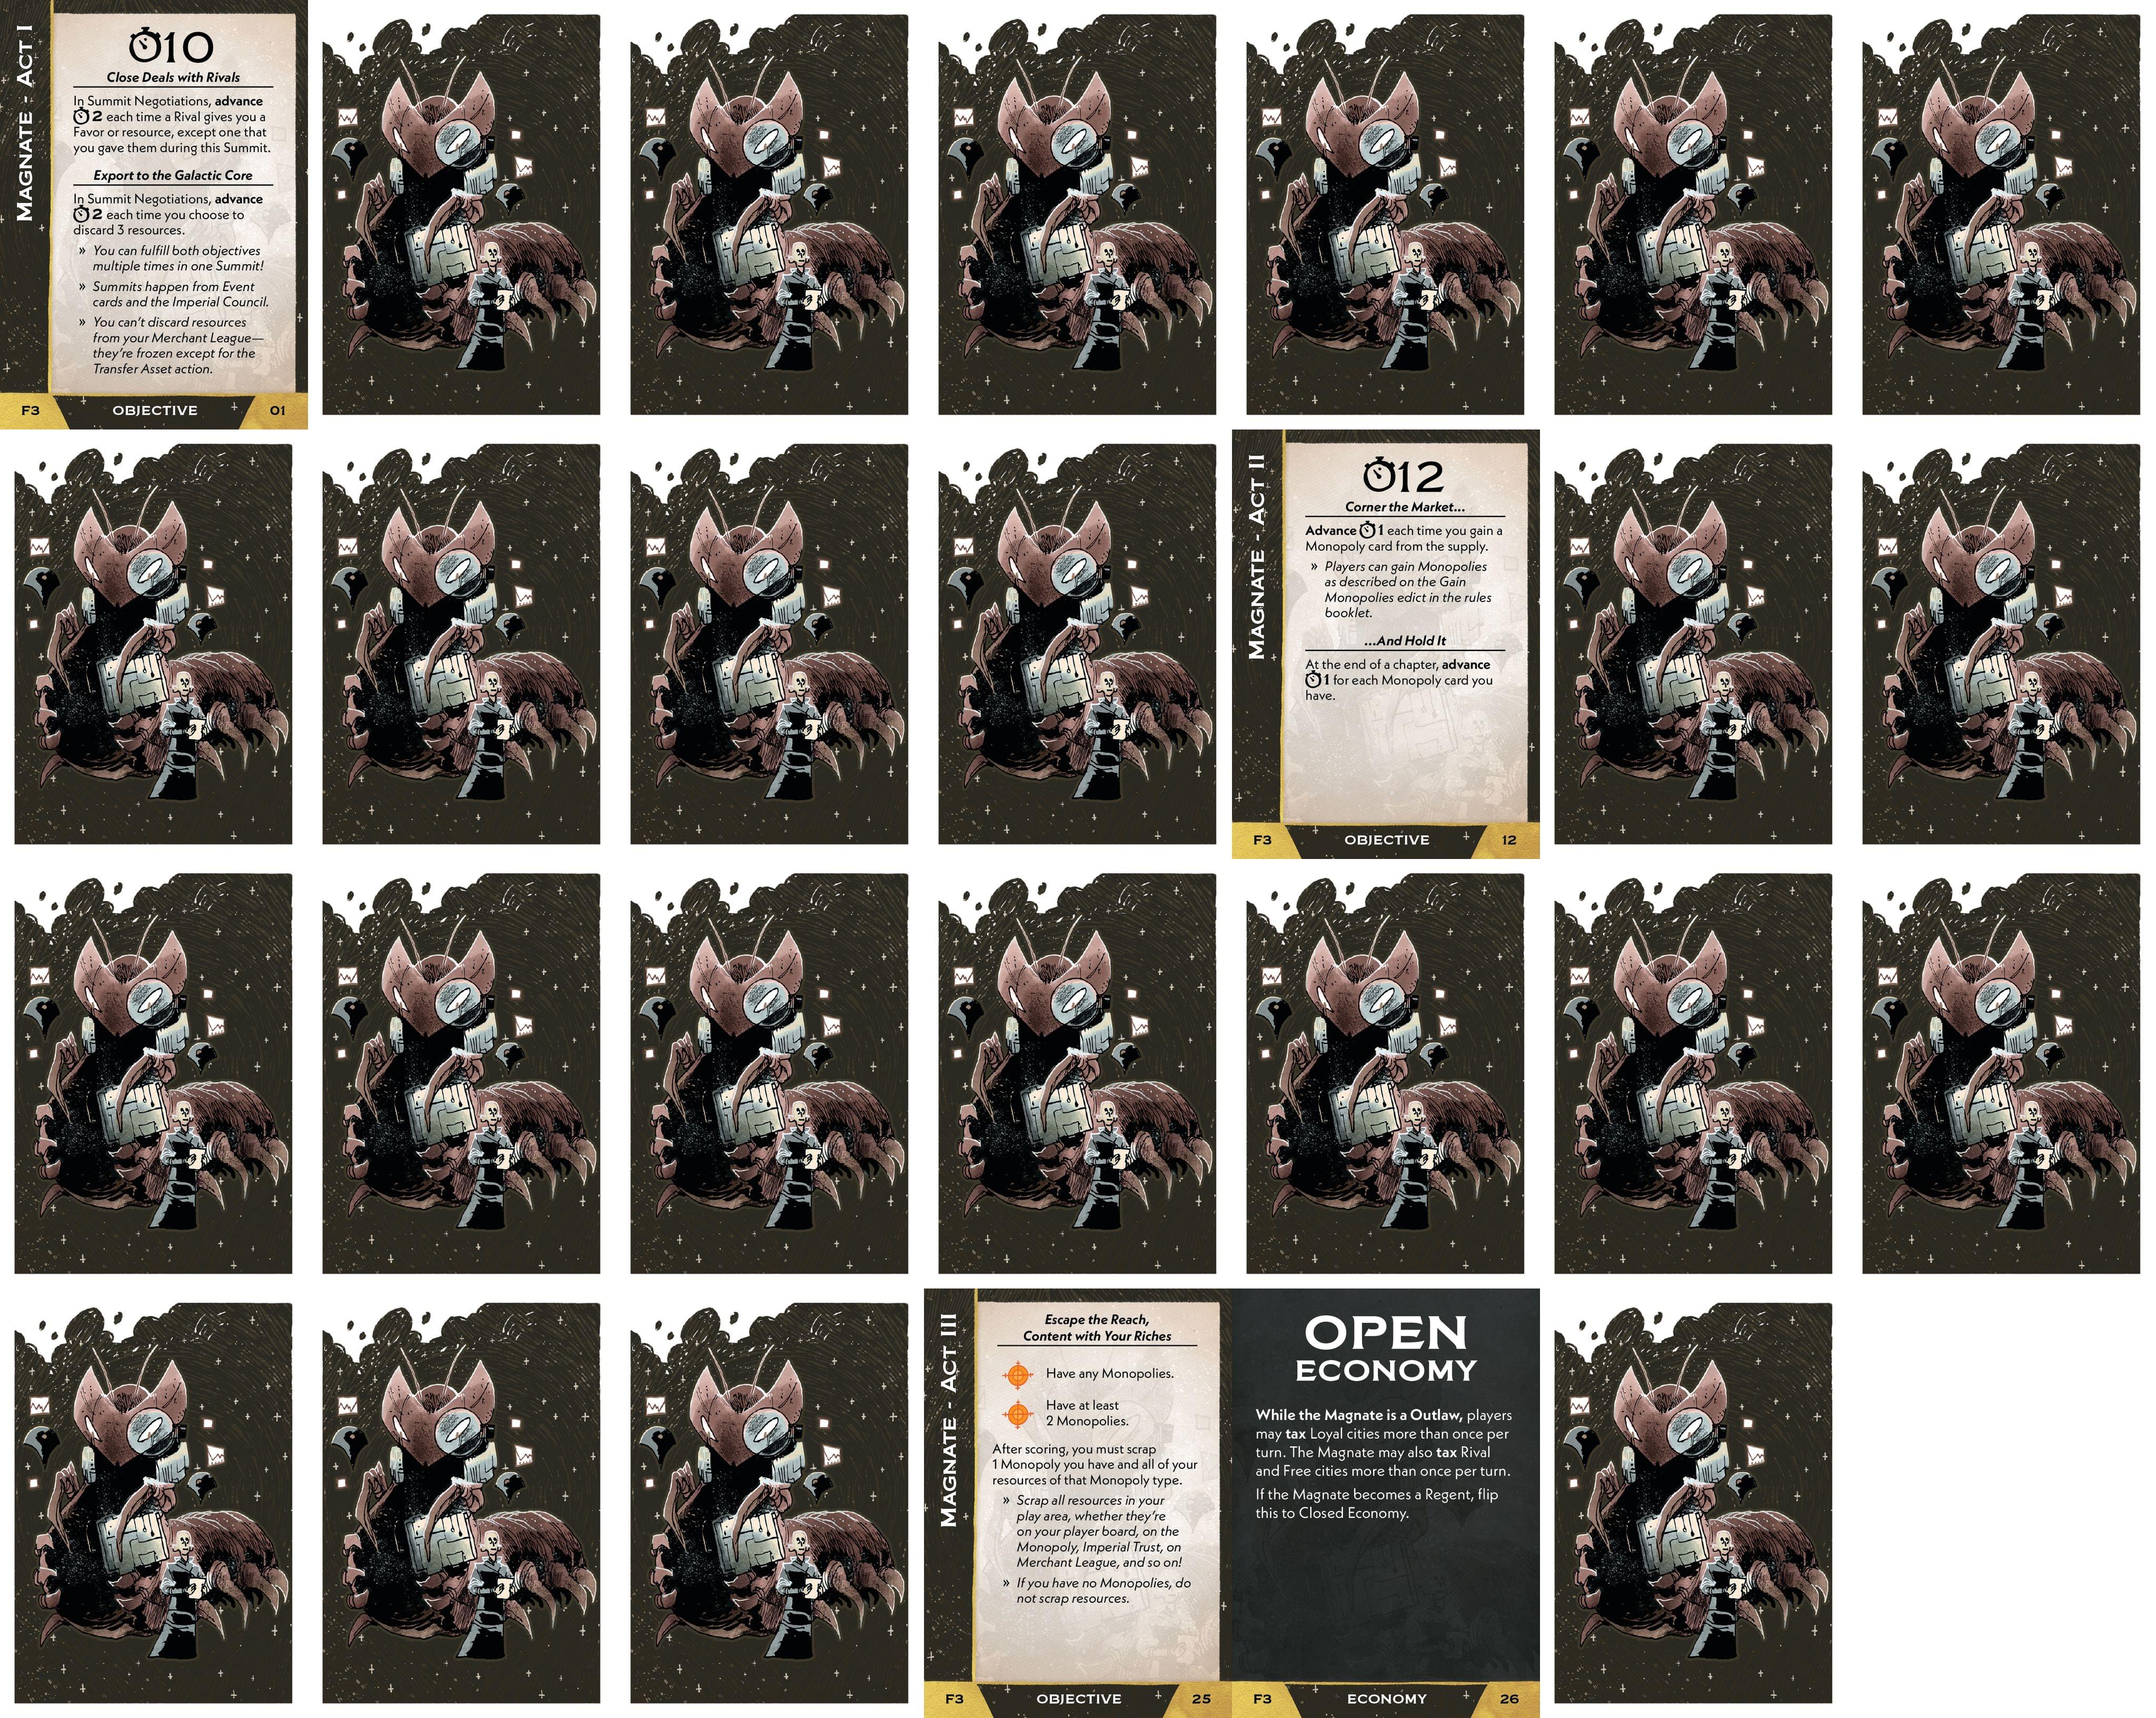 MAGNATE - ACT I
10
Close Deals with Rivals
In Summit Negotiations, advance
2 each time a Rival gives you a
Favor or resource, except one that
you gave them during this Summit.
Export to the Galactic Core
In Summit Negotiations, advance
2 each time you choose to
discard 3 resources.
» You can fulfill both objectives
multiple times in one Summit!
» Summits happen from Event
cards and the Imperial Council.
» You can't discard resources
from your Merchant League—
they're frozen except for the
Transfer Asset action.
F3 OBJECTIVE 01
MAGNATE - ACT II
12
Corner the Market...
Advance 1 each time you gain a
Monopoly card from the supply.
» Players can gain Monopolies
as described on the Gain
Monopolies edict in the rules
booklet.
...And Hold It
At the end of a chapter, advance
1 for each Monopoly card you
have.
F3 OBJECTIVE 12
MAGNATE - ACT III
Escape the Reach,
Content with Your Riches
Have any Monopolies.
Have at least
2 Monopolies.
After scoring, you must scrap
1 Monopoly you have and all of your
resources of that Monopoly type.
» Scrap all resources in your
play area, whether they're
on your player board, on the
Monopoly, Imperial Trust, on
Merchant League, and so on!
» If you have no Monopolies, do
not scrap resources.
F3 OBJECTIVE 25
OPEN
ECONOMY
While the Magnate is a Outlaw, players
may tax Loyal cities more than once per
turn. The Magnate may also tax Rival
and Free cities more than once per turn.
If the Magnate becomes a Regent, flip
this to Closed Economy.
F3 ECONOMY 26